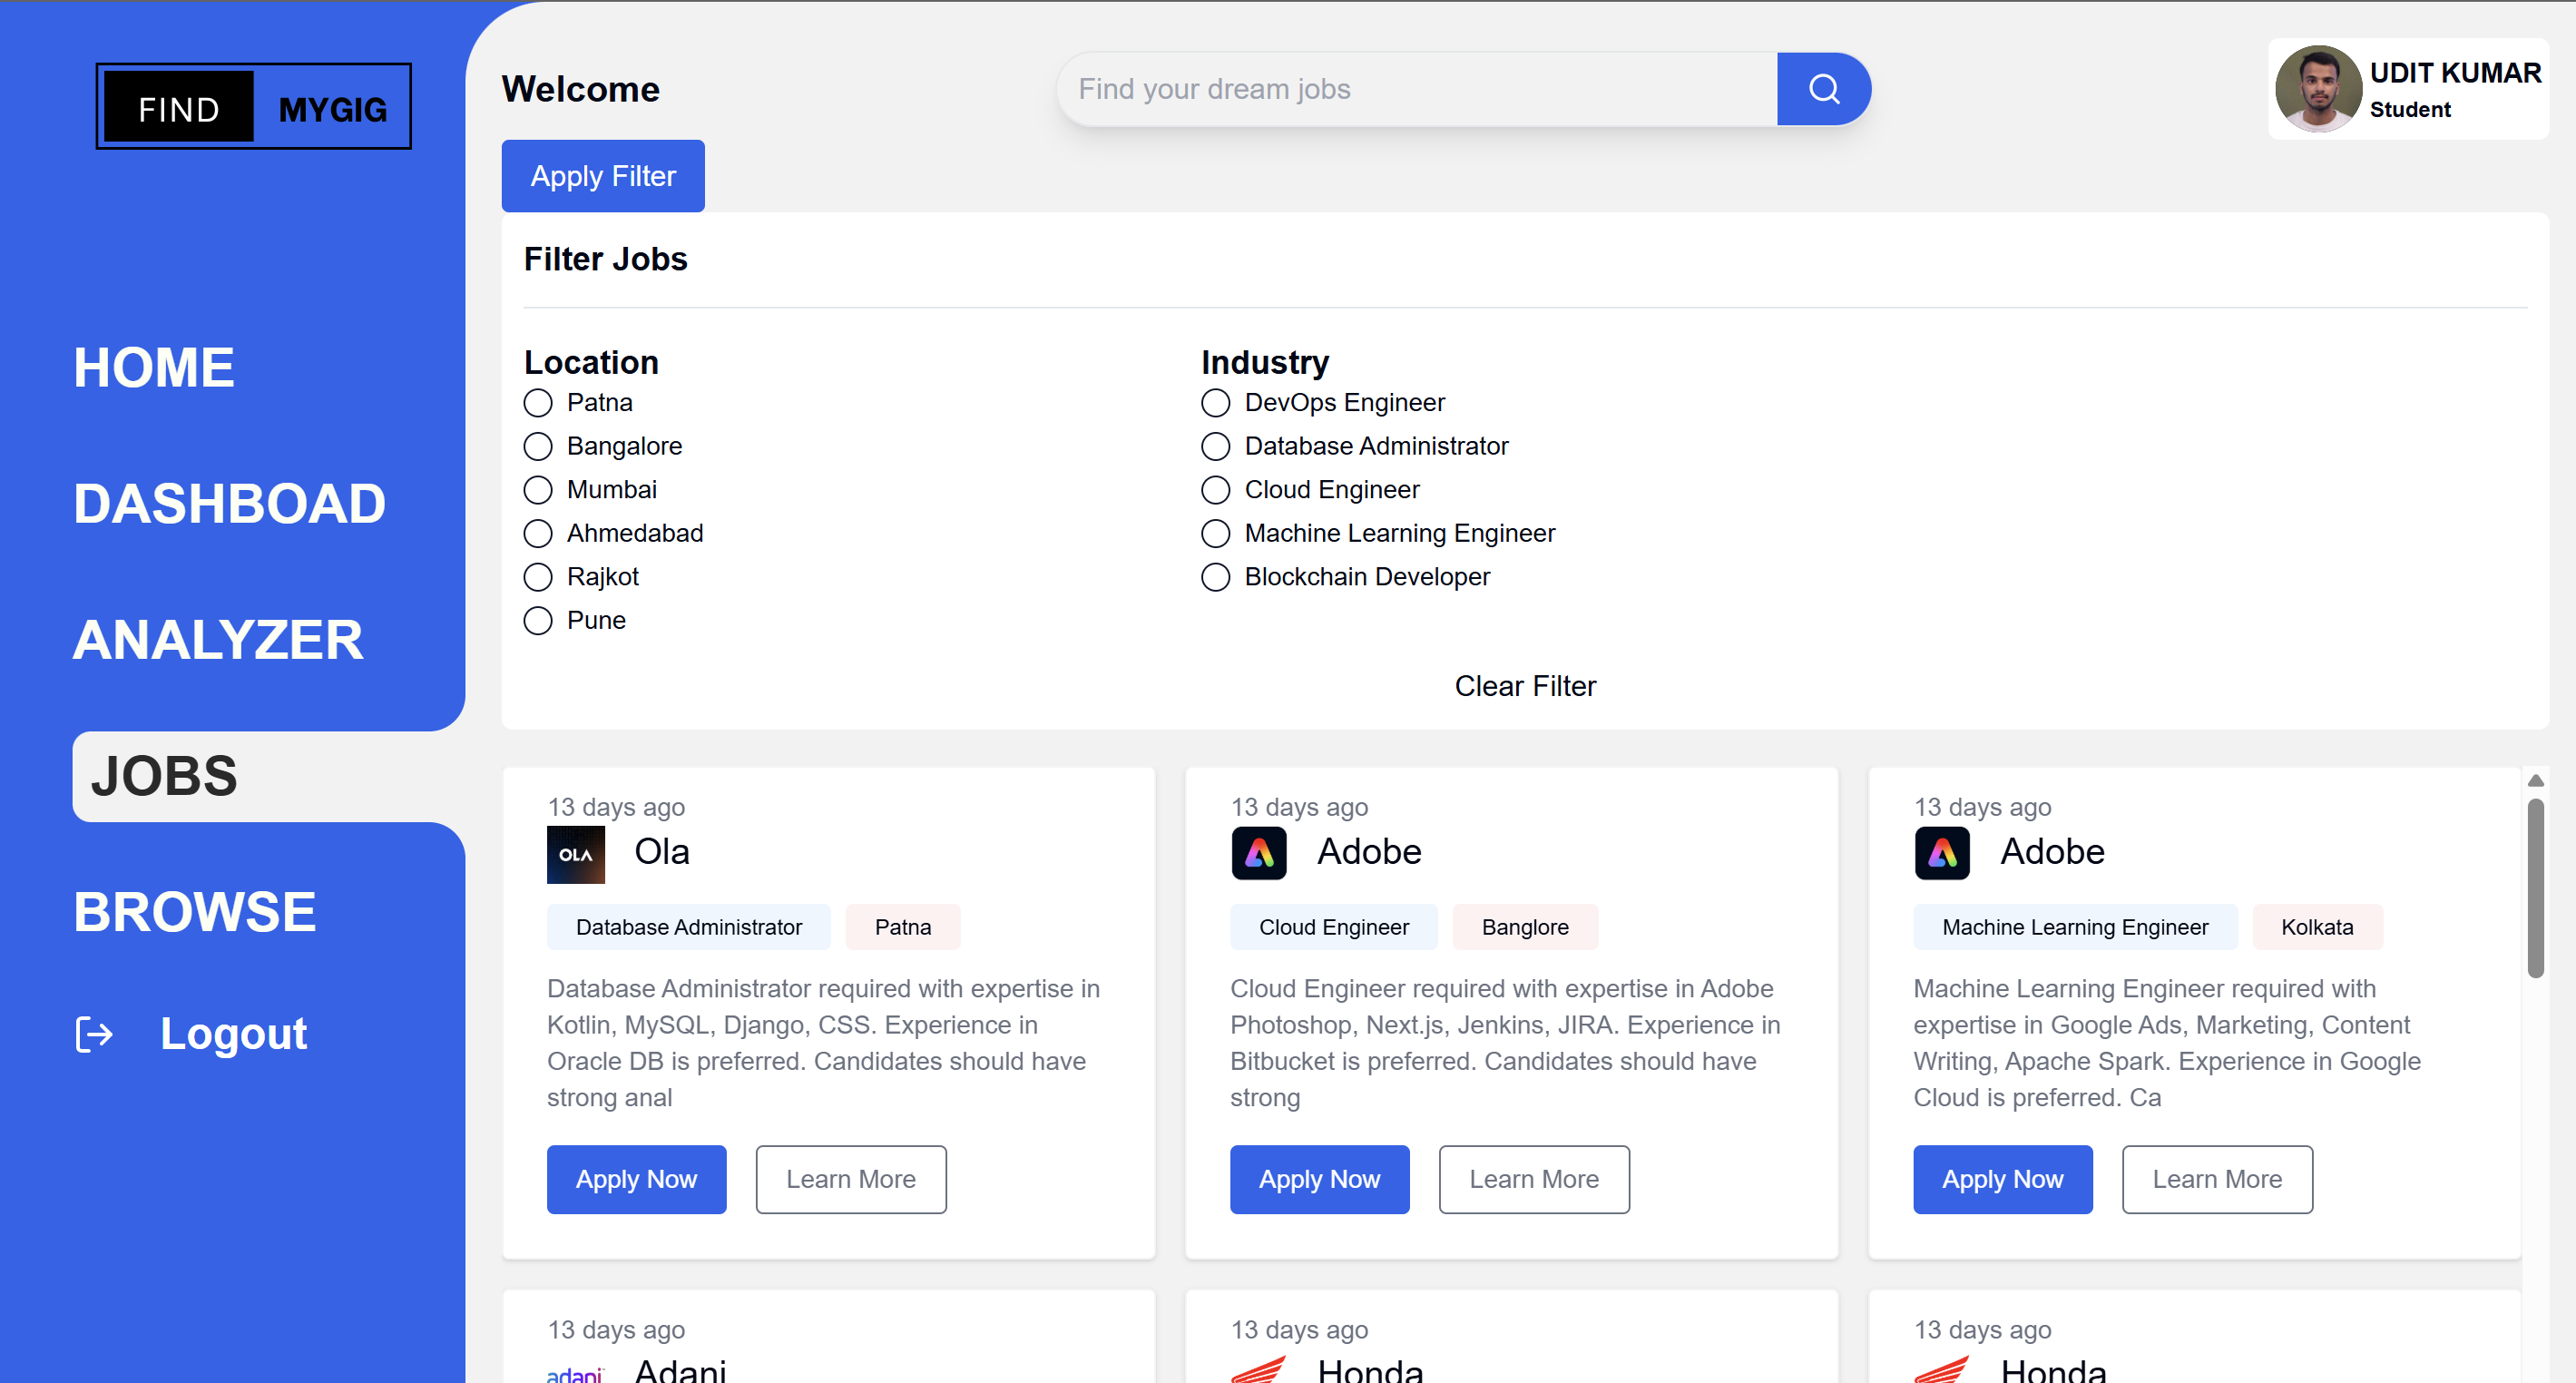 FIND MYGIG
HOME
DASHBOAD
ANALYZER
JOBS
BROWSE
Logout
Welcome
Find your dream jobs
UDIT KUMAR
Student
Apply Filter
Filter Jobs
Location
Patna
Bangalore
Mumbai
Ahmedabad
Rajkot
Pune
Industry
DevOps Engineer
Database Administrator
Cloud Engineer
Machine Learning Engineer
Blockchain Developer
Clear Filter
13 days ago
OLA Ola
Database Administrator Patna
Database Administrator required with expertise in
Kotlin, MySQL, Django, CSS. Experience in
Oracle DB is preferred. Candidates should have
strong anal
Apply Now Learn More
13 days ago
Adobe
Cloud Engineer Banglore
Cloud Engineer required with expertise in Adobe
Photoshop, Next.js, Jenkins, JIRA. Experience in
Bitbucket is preferred. Candidates should have
strong
Apply Now Learn More
13 days ago
Adobe
Machine Learning Engineer Kolkata
Machine Learning Engineer required with
expertise in Google Ads, Marketing, Content
Writing, Apache Spark. Experience in Google
Cloud is preferred. Ca
Apply Now Learn More
13 days ago
adani Adani
13 days ago
Honda
13 days ago
Honda